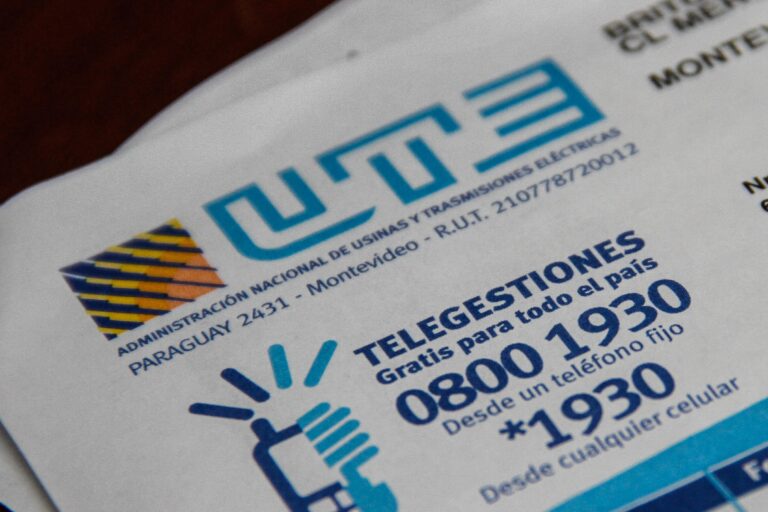 UTE
ADMINISTRACIÓN NACIONAL DE USINAS Y TRASMISIONES ELÉCTRICAS
PARAGUAY 2431 - Montevideo - R.U.T. 210778720012
TELEGESTIONES
Gratis para todo el país
0800 1930
Desde un teléfono fijo
*1930
Desde cualquier celular